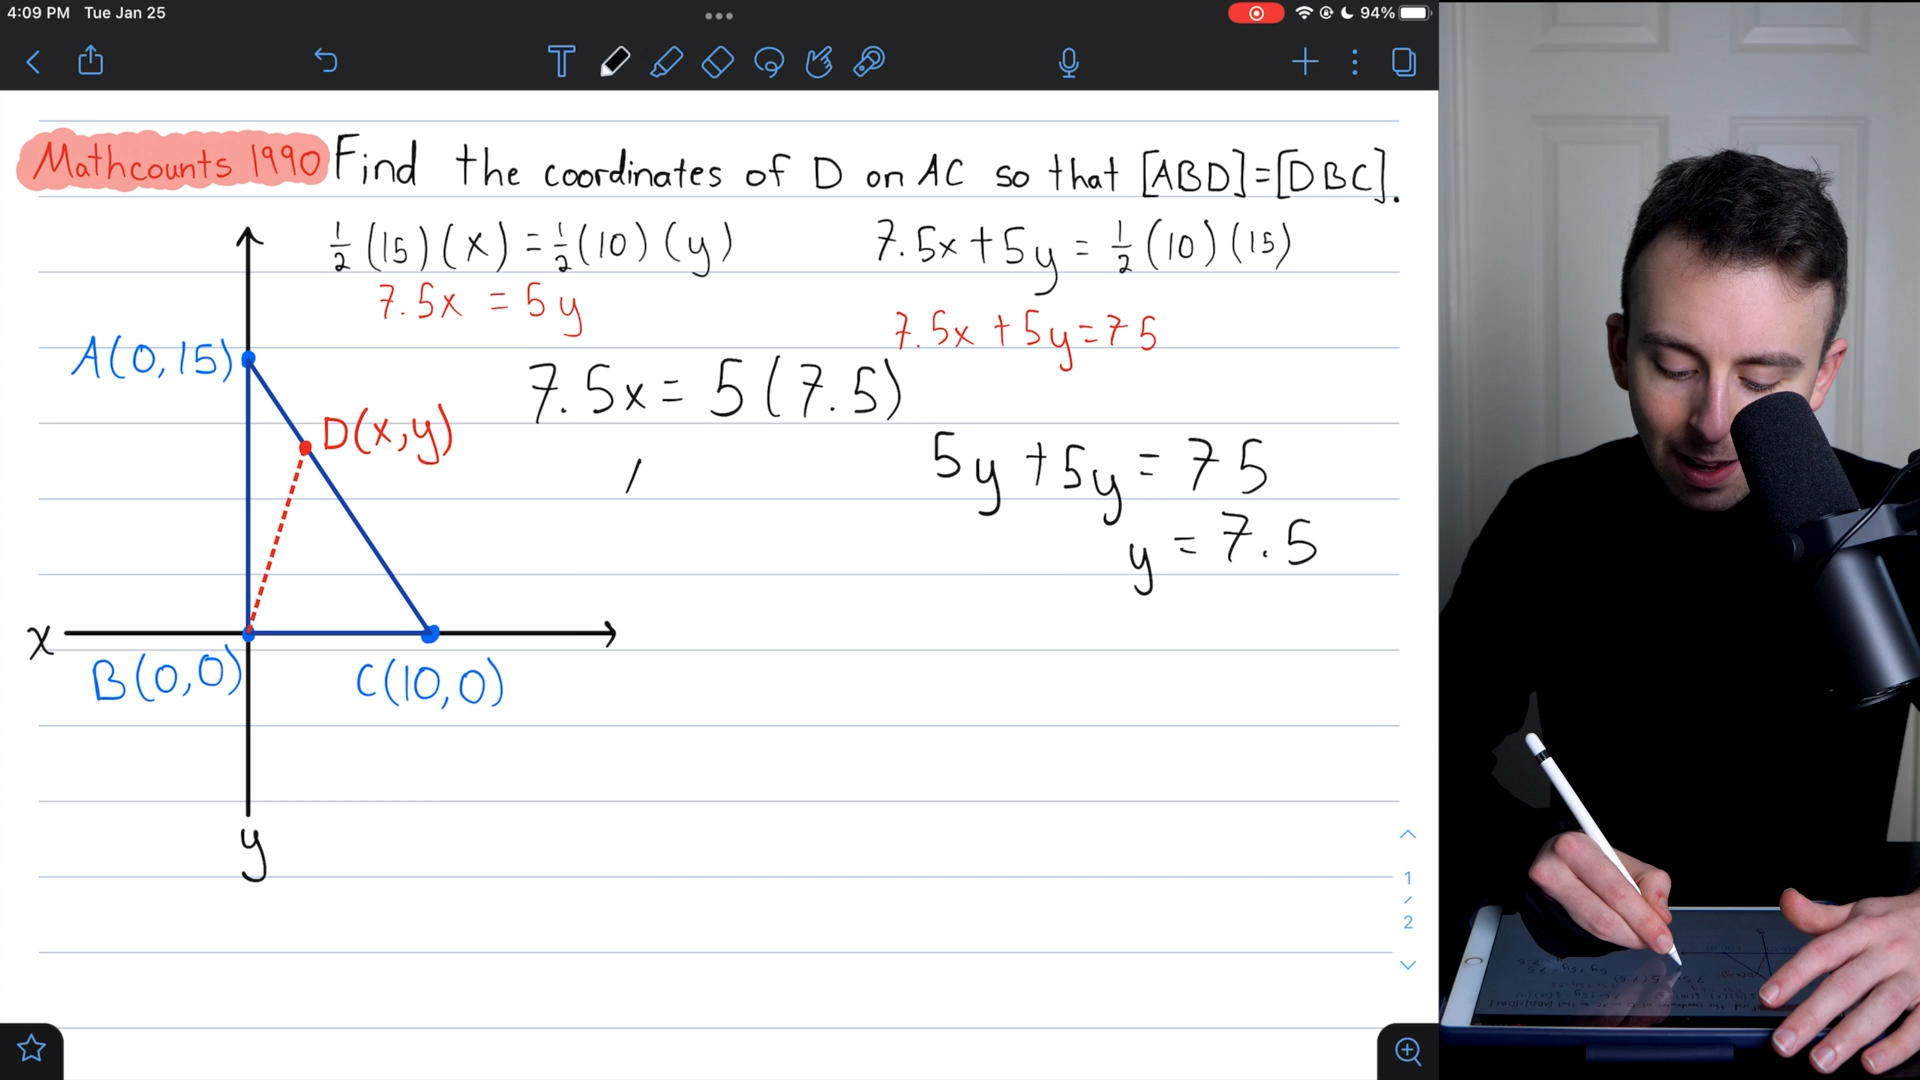 4:09 PM Tue Jan 25
94%
T
Mathcounts 1990 Find the coordinates of D on AC so that [ABD]=[DBC].
½(15)(x)=½(10)(y)
7.5x = 5y
7.5x+5y=½(10)(15)
7.5x+5y=75
A(0,15)
7.5x=5(7.5)
D(x,y)
5y+5y=75
y=7.5
x
B(0,0)
C(10,0)
y
1
/
2